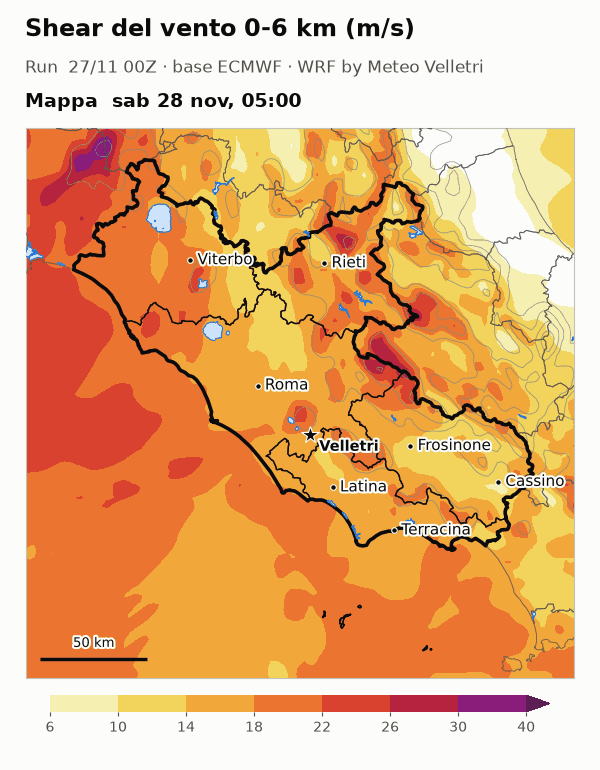 Shear del vento 0-6 km (m/s)
Run  27/11 00Z · base ECMWF · WRF by Meteo Velletri
Mappa  sab 28 nov, 05:00
Viterbo
Rieti
Roma
Velletri
Frosinone
Latina
Cassino
Terracina
50 km
6 10 14 18 22 26 30 40